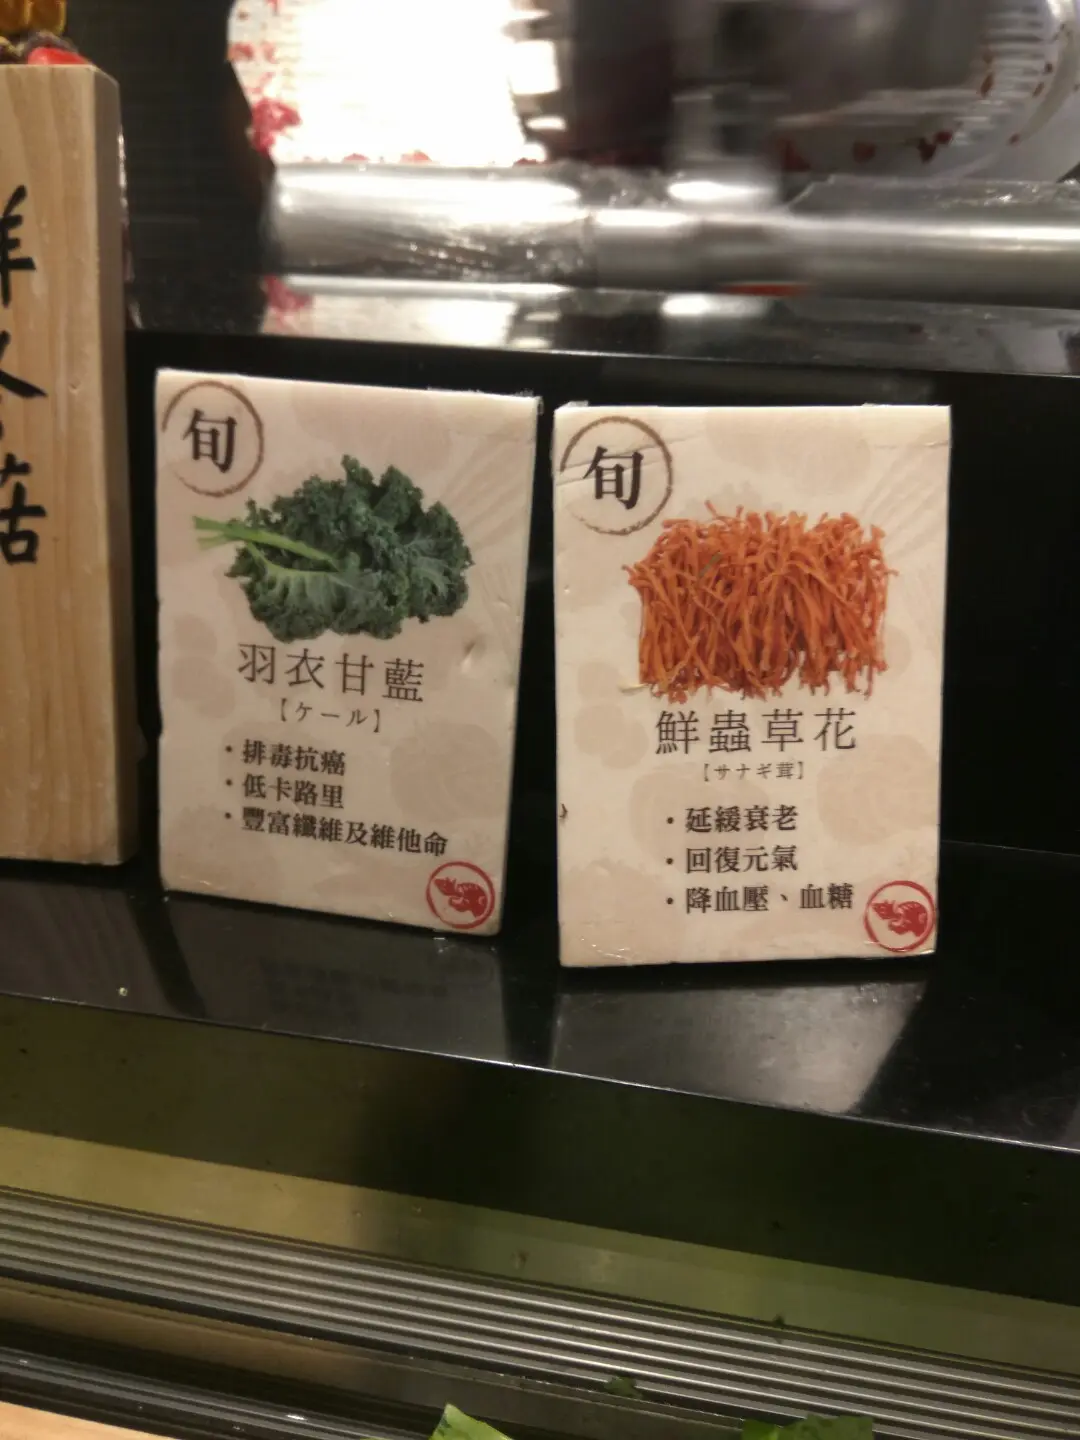 旬
羽衣甘藍
【ケール】
・排毒抗癌
・低卡路里
・豐富纖維及維他命
旬
鮮蟲草花
【サナギ茸】
・延緩衰老
・回復元氣
・降血壓、血糖